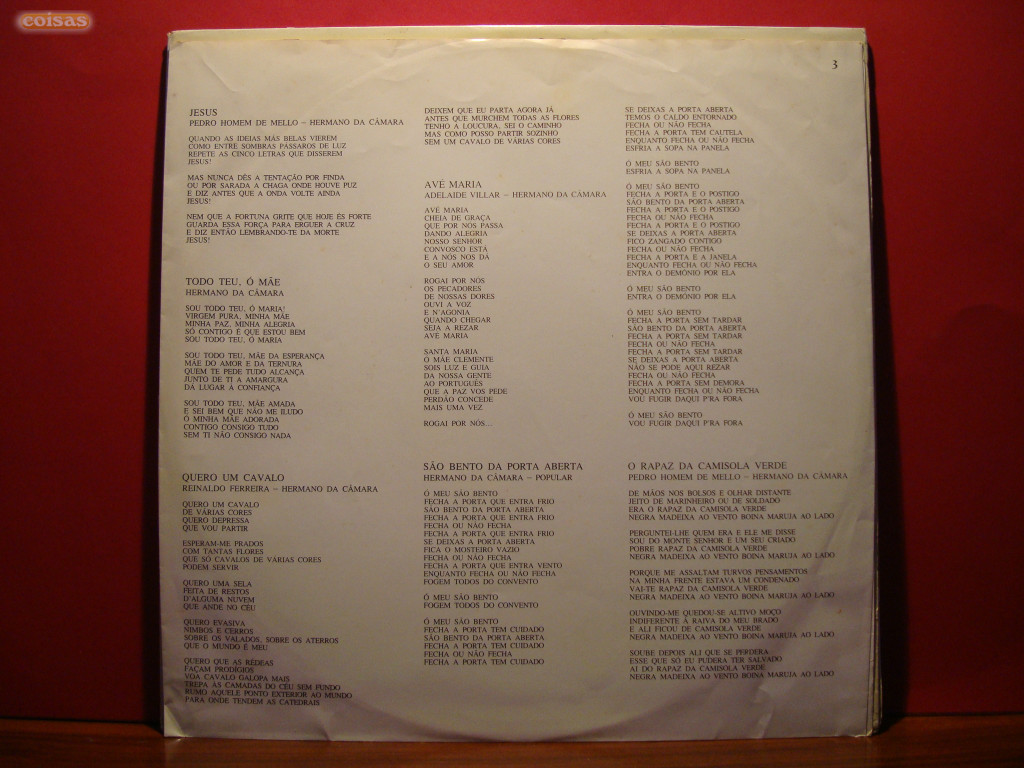 coisas
3
JESUS
PEDRO HOMEM DE MELLO – HERMANO DA CÂMARA
QUANDO AS IDEIAS MÁS BELAS VIEREM
COMO ENTRE SOMBRAS PÁSSAROS DE LUZ
REPETE AS CINCO LETRAS QUE DISSEREM
JESUS!
MAS NUNCA DÊS A TENTAÇÃO POR FINDA
OU POR SARADA A CHAGA ONDE HOUVE PUZ
E DIZ ANTES QUE A ONDA VOLTE AINDA
JESUS!
NEM QUE A FORTUNA GRITE QUE HOJE ÉS FORTE
GUARDA ESSA FORÇA PARA ERGUER A CRUZ
E DIZ ENTÃO LEMBRANDO-TE DA MORTE
JESUS!
TODO TEU, Ó MÃE
HERMANO DA CÂMARA
SOU TODO TEU, Ó MARIA!
VIRGEM PURA, MINHA MÃE
MINHA PAZ, MINHA ALEGRIA
SÓ CONTIGO É QUE ESTOU BEM
SOU TODO TEU, Ó MARIA
SOU TODO TEU, MÃE DA ESPERANÇA
MÃE DO AMOR E DA TERNURA
QUEM TE PEDE TUDO ALCANÇA
JUNTO DE TI A AMARGURA
DÁ LUGAR À CONFIANÇA
SOU TODO TEU, MÃE AMADA
E SEI BEM QUE NÃO ME ILUDO
Ó MINHA MÃE ADORADA
CONTIGO CONSIGO TUDO
SEM TI NÃO CONSIGO NADA
QUERO UM CAVALO
REINALDO FERREIRA – HERMANO DA CÂMARA
QUERO UM CAVALO
DE VÁRIAS CORES
QUERO DEPRESSA
QUE VOU PARTIR
ESPERAM-ME PRADOS
COM TANTAS FLORES
QUE SÓ CAVALOS DE VÁRIAS CORES
PODEM SERVIR
QUERO UMA SELA
FEITA DE RESTOS
D'ALGUMA NUVEM
QUE ANDE NO CÉU
QUERO EVASIVA
NIMBOS E CERROS
SOBRE OS VALADOS, SOBRE OS ATERROS
QUE O MUNDO É MEU
QUERO QUE AS RÉDEAS
FAÇAM PRODÍGIOS
VOA CAVALO GALOPA MAIS
TREPA ÀS CAMADAS DO CÉU SEM FUNDO
RUMO AQUELE PONTO EXTERIOR AO MUNDO
PARA ONDE TENDEM AS CATEDRAIS
DEIXEM QUE EU PARTA AGORA JÁ
ANTES QUE MURCHEM TODAS AS FLORES
TENHO A LOUCURA, SEI O CAMINHO
MAS COMO POSSO PARTIR SOZINHO
SEM UM CAVALO DE VÁRIAS CORES
AVÉ MARIA
ADELAIDE VILLAR – HERMANO DA CÂMARA
AVÉ MARIA
CHEIA DE GRAÇA
QUE POR NÓS PASSA
DANDO ALEGRIA
NOSSO SENHOR
CONVOSCO ESTÁ
E A NÓS NOS DÁ
O SEU AMOR
ROGAI POR NÓS
OS PECADORES
DE NOSSAS DORES
OUVI A VOZ
E N'AGONIA
QUANDO CHEGAR
SEJA A REZAR
AVÉ MARIA
SANTA MARIA
Ó MÃE CLEMENTE
SOIS LUZ E GUIA
DA NOSSA GENTE
AO PORTUGUÊS
QUE A PAZ VOS PEDE
PERDÃO CONCEDE
MAIS UMA VEZ
ROGAI POR NÓS...
SÃO BENTO DA PORTA ABERTA
HERMANO DA CÂMARA – POPULAR
Ó MEU SÃO BENTO
FECHA A PORTA QUE ENTRA FRIO
SÃO BENTO DA PORTA ABERTA
FECHA A PORTA QUE ENTRA FRIO
FECHA OU NÃO FECHA
FECHA A PORTA QUE ENTRA FRIO
SE DEIXAS A PORTA ABERTA
FICA O MOSTEIRO VAZIO
FECHA OU NÃO FECHA
FECHA A PORTA QUE ENTRA VENTO
ENQUANTO FECHA OU NÃO FECHA
FOGEM TODOS DO CONVENTO
Ó MEU SÃO BENTO
FOGEM TODOS DO CONVENTO
Ó MEU SÃO BENTO
FECHA A PORTA TEM CUIDADO
SÃO BENTO DA PORTA ABERTA
FECHA A PORTA TEM CUIDADO
FECHA OU NÃO FECHA
FECHA A PORTA TEM CUIDADO
SE DEIXAS A PORTA ABERTA
TEMOS O CALDO ENTORNADO
FECHA OU NÃO FECHA
FECHA A PORTA TEM CAUTELA
ENQUANTO FECHA OU NÃO FECHA
ESFRIA A SOPA NA PANELA
Ó MEU SÃO BENTO
ESFRIA A SOPA NA PANELA
Ó MEU SÃO BENTO
FECHA A PORTA E O POSTIGO
SÃO BENTO DA PORTA ABERTA
FECHA A PORTA E O POSTIGO
FECHA OU NÃO FECHA
FECHA A PORTA E O POSTIGO
SE DEIXAS A PORTA ABERTA
FICO ZANGADO CONTIGO
FECHA OU NÃO FECHA
FECHA A PORTA E A JANELA
ENQUANTO FECHA OU NÃO FECHA
ENTRA O DEMÓNIO POR ELA
Ó MEU SÃO BENTO
ENTRA O DEMÓNIO POR ELA
Ó MEU SÃO BENTO
FECHA A PORTA SEM TARDAR
SÃO BENTO DA PORTA ABERTA
FECHA A PORTA SEM TARDAR
FECHA OU NÃO FECHA
FECHA A PORTA SEM TARDAR
SE DEIXAS A PORTA ABERTA
NÃO SE PODE AQUI REZAR
FECHA OU NÃO FECHA
FECHA A PORTA SEM DEMORA
ENQUANTO FECHA OU NÃO FECHA
VOU FUGIR DAQUI P'RA FORA
Ó MEU SÃO BENTO
VOU FUGIR DAQUI P'RA FORA
O RAPAZ DA CAMISOLA VERDE
PEDRO HOMEM DE MELLO – HERMANO DA CÂMARA
DE MÃOS NOS BOLSOS E OLHAR DISTANTE
JEITO DE MARINHEIRO OU DE SOLDADO
ERA O RAPAZ DA CAMISOLA VERDE
NEGRA MADEIXA AO VENTO BOINA MARUJA AO LADO
PERGUNTEI-LHE QUEM ERA E ELE ME DISSE
SOU DO MONTE SENHOR E UM SEU CRIADO
POBRE RAPAZ DA CAMISOLA VERDE
NEGRA MADEIXA AO VENTO BOINA MARUJA AO LADO
PORQUE ME ASSALTAM TURVOS PENSAMENTOS
NA MINHA FRENTE ESTAVA UM CONDENADO
VAI-TE RAPAZ DA CAMISOLA VERDE
NEGRA MADEIXA AO VENTO BOINA MARUJA AO LADO
OUVINDO-ME QUEDOU-SE ALTIVO MOÇO
INDIFERENTE À RAIVA DO MEU BRADO
E ALI FICOU DE CAMISOLA VERDE
NEGRA MADEIXA AO VENTO BOINA MARUJA AO LADO
SOUBE DEPOIS ALI QUE SE PERDERA
ESSE QUE SÓ EU PUDERA TER SALVADO
AI DO RAPAZ DA CAMISOLA VERDE
NEGRA MADEIXA AO VENTO BOINA MARUJA AO LADO